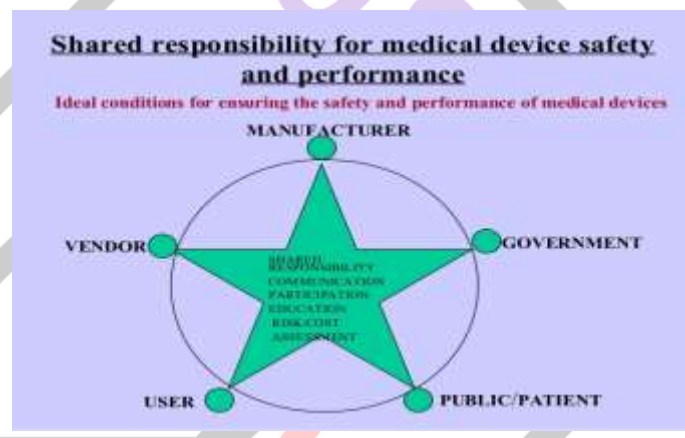 Shared responsibility for medical device safety
and performance
Ideal conditions for ensuring the safety and performance of medical devices
MANUFACTURER
VENDOR
GOVERNMENT
SHARED
RESPONSIBILITY
COMMUNICATION
PARTICIPATION
EDUCATION
RISK/COST
ASSESSMENT
USER
PUBLIC/PATIENT